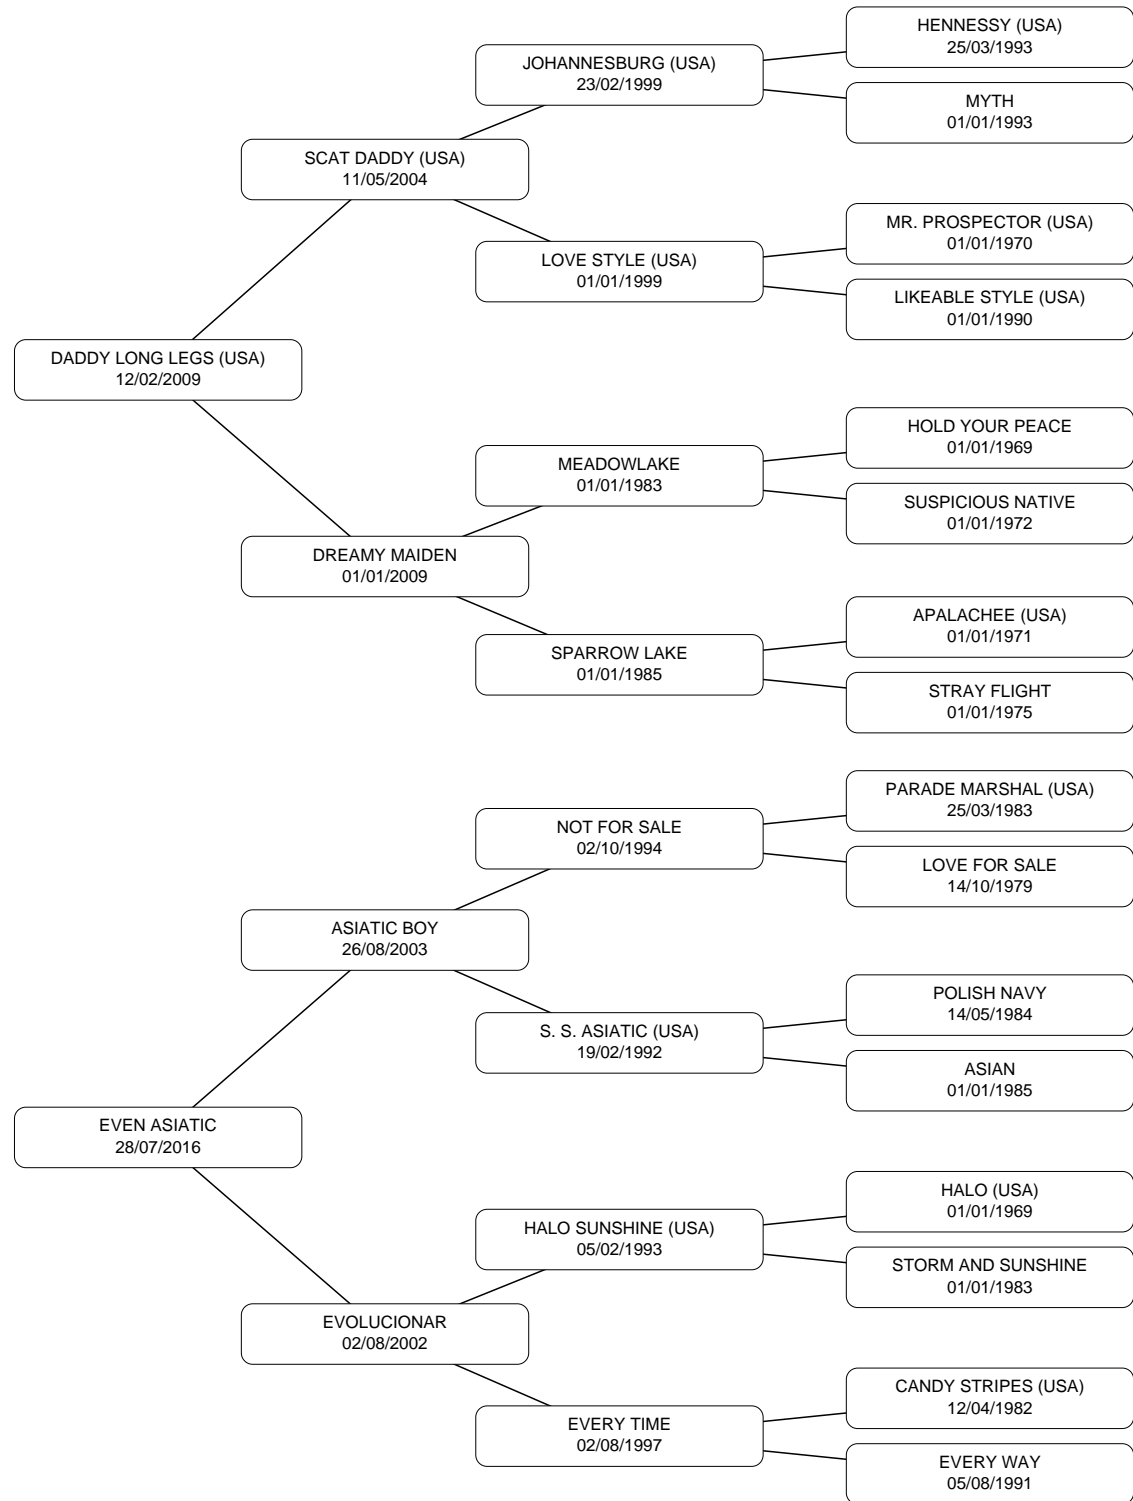 HENNESSY (USA)
25/03/1993
JOHANNESBURG (USA)
23/02/1999
MYTH
01/01/1993
SCAT DADDY (USA)
11/05/2004
MR. PROSPECTOR (USA)
01/01/1970
LOVE STYLE (USA)
01/01/1999
LIKEABLE STYLE (USA)
01/01/1990
DADDY LONG LEGS (USA)
12/02/2009
HOLD YOUR PEACE
01/01/1969
MEADOWLAKE
01/01/1983
SUSPICIOUS NATIVE
01/01/1972
DREAMY MAIDEN
01/01/2009
APALACHEE (USA)
01/01/1971
SPARROW LAKE
01/01/1985
STRAY FLIGHT
01/01/1975
PARADE MARSHAL (USA)
25/03/1983
NOT FOR SALE
02/10/1994
LOVE FOR SALE
14/10/1979
ASIATIC BOY
26/08/2003
POLISH NAVY
14/05/1984
S. S. ASIATIC (USA)
19/02/1992
ASIAN
01/01/1985
EVEN ASIATIC
28/07/2016
HALO (USA)
01/01/1969
HALO SUNSHINE (USA)
05/02/1993
STORM AND SUNSHINE
01/01/1983
EVOLUCIONAR
02/08/2002
CANDY STRIPES (USA)
12/04/1982
EVERY TIME
02/08/1997
EVERY WAY
05/08/1991